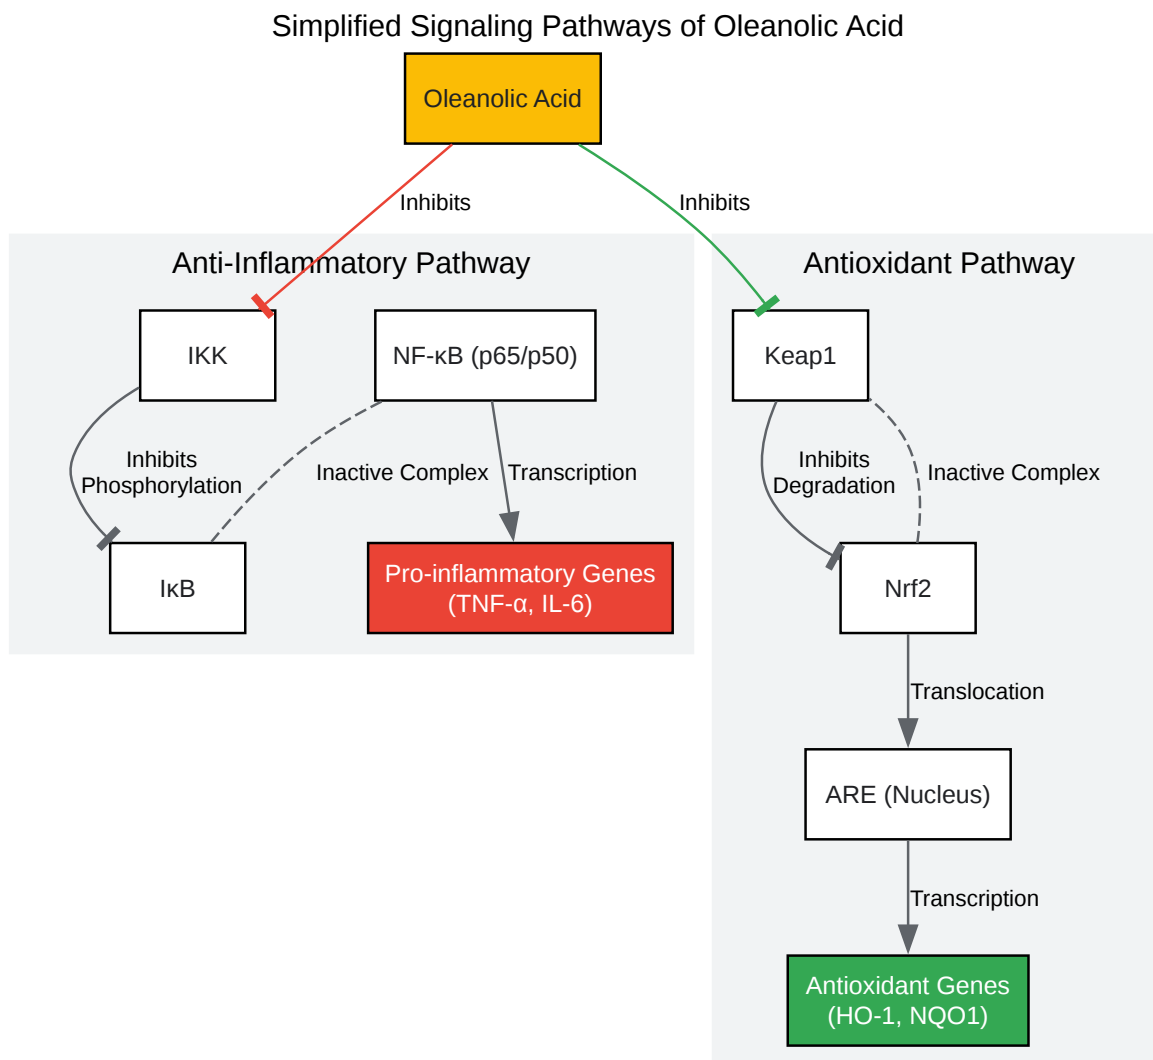 Simplified Signaling Pathways of Oleanolic Acid
Oleanolic Acid
Inhibits
Inhibits
Anti-Inflammatory Pathway
IKK
NF-κB (p65/p50)
Inhibits
Phosphorylation
Inactive Complex
Transcription
IκB
Pro-inflammatory Genes
(TNF-α, IL-6)
Antioxidant Pathway
Keap1
Inhibits
Degradation
Inactive Complex
Nrf2
Translocation
ARE (Nucleus)
Transcription
Antioxidant Genes
(HO-1, NQO1)